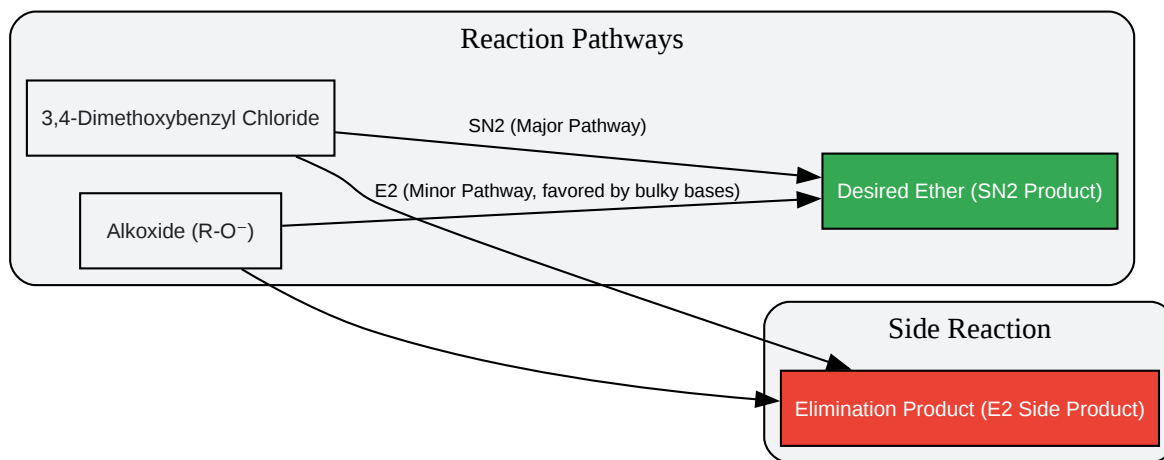 Reaction Pathways
3,4-Dimethoxybenzyl Chloride
SN2 (Major Pathway)
E2 (Minor Pathway, favored by bulky bases)
Desired Ether (SN2 Product)
Alkoxide (R-O⁻)
Side Reaction
Elimination Product (E2 Side Product)